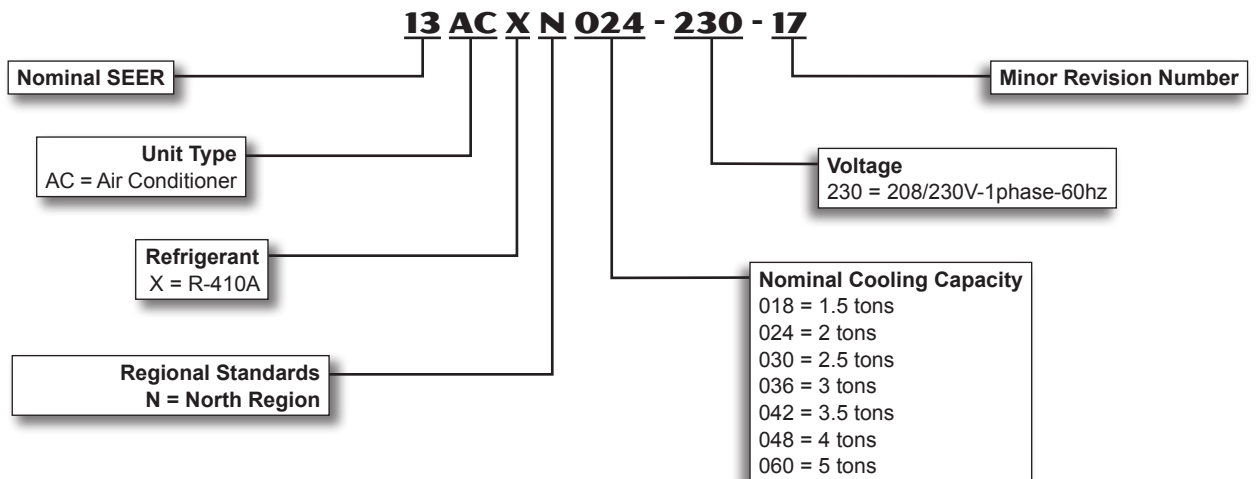 13 AC X N 024 - 230 - 17
Nominal SEER
Minor Revision Number
Unit Type
AC = Air Conditioner
Voltage
230 = 208/230V-1phase-60hz
Refrigerant
X = R-410A
Nominal Cooling Capacity
018 = 1.5 tons
024 = 2 tons
030 = 2.5 tons
036 = 3 tons
042 = 3.5 tons
048 = 4 tons
060 = 5 tons
Regional Standards
N = North Region